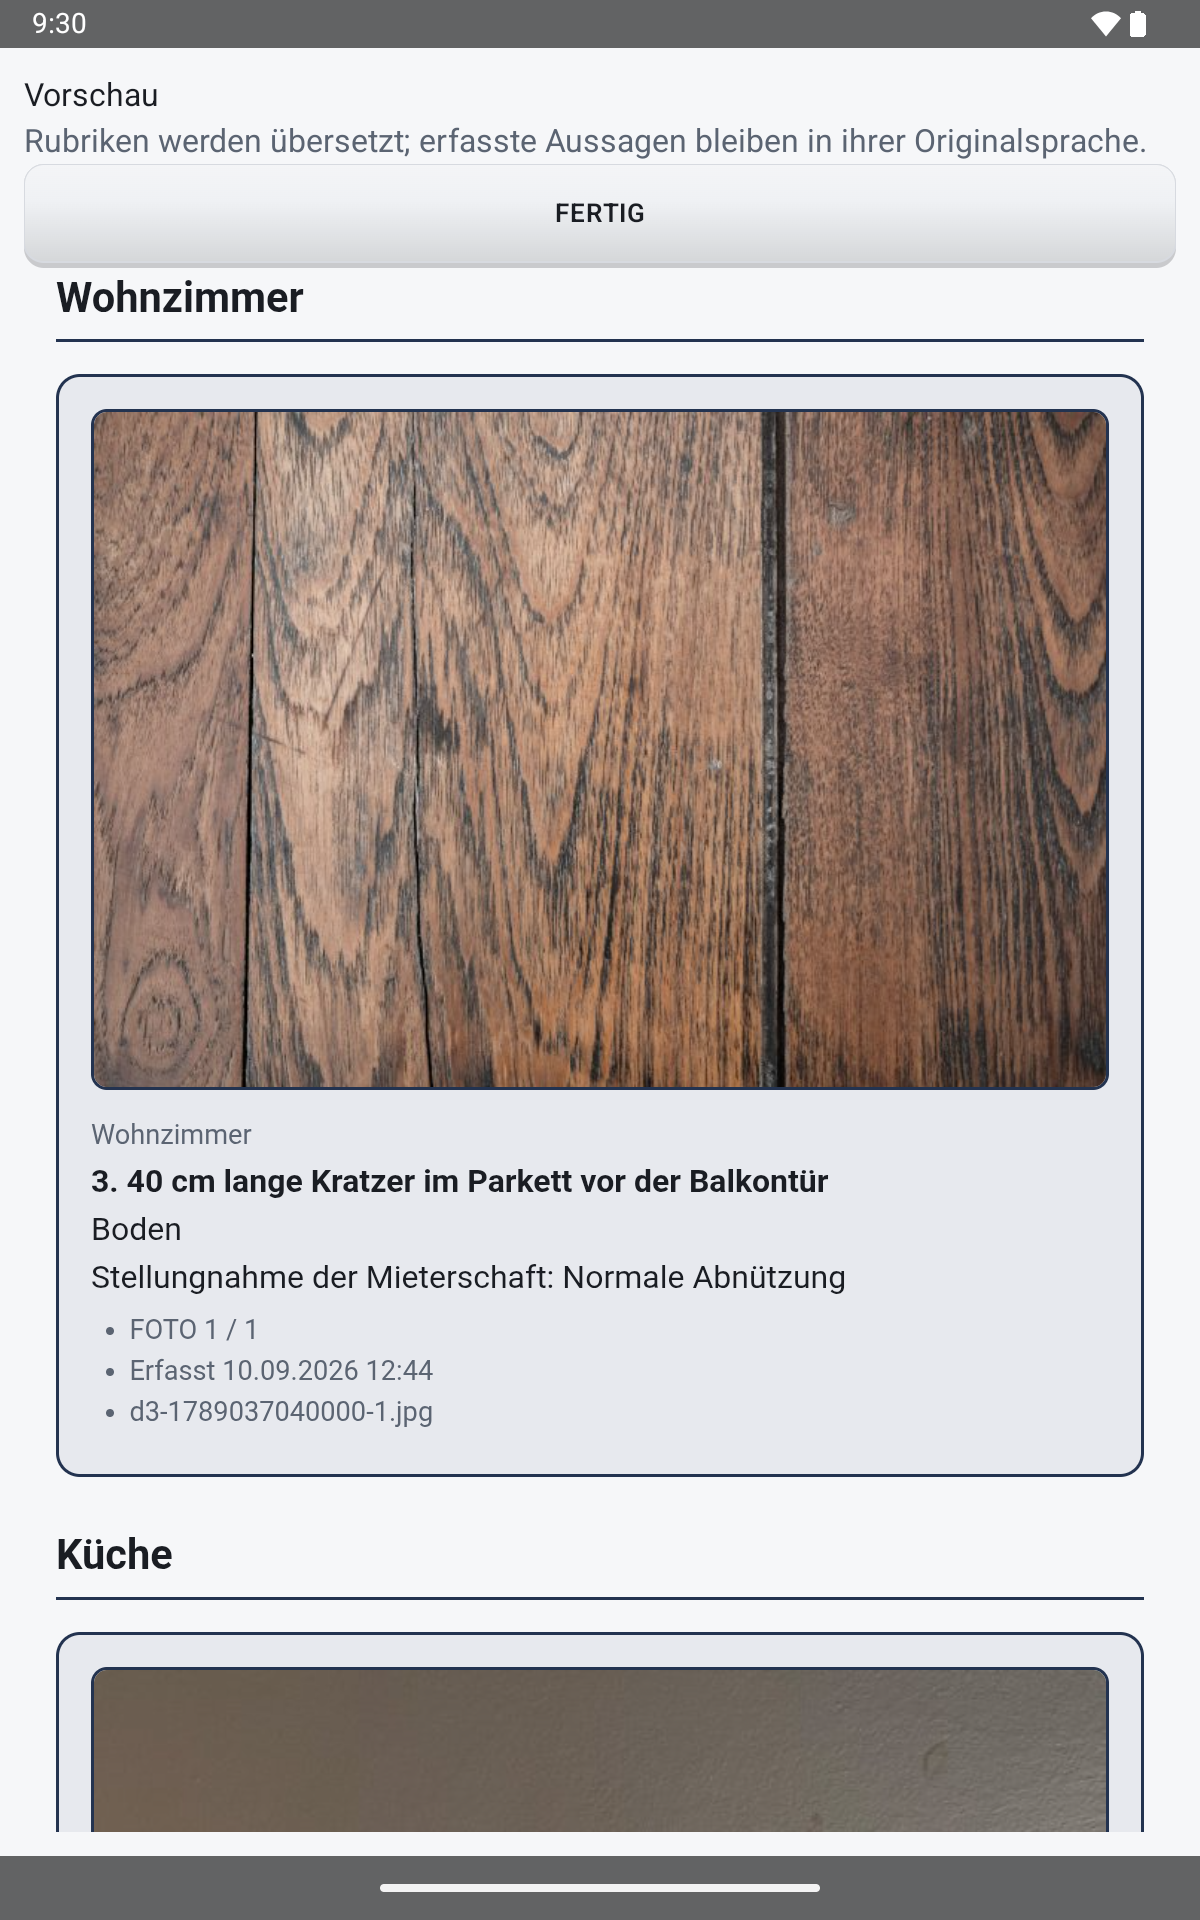 9:30
Vorschau
Rubriken werden übersetzt; erfasste Aussagen bleiben in ihrer Originalsprache.
FERTIG
Wohnzimmer
Wohnzimmer
3. 40 cm lange Kratzer im Parkett vor der Balkontür
Boden
Stellungnahme der Mieterschaft: Normale Abnützung
• FOTO 1 / 1
• Erfasst 10.09.2026 12:44
• d3-1789037040000-1.jpg
Küche